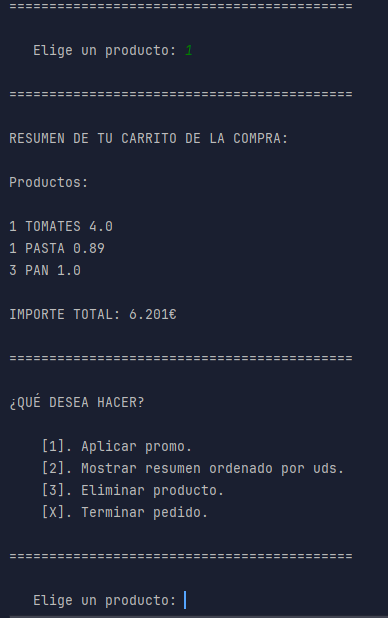 ===========================================
Elige un producto: 1
===========================================
RESUMEN DE TU CARRITO DE LA COMPRA:
Productos:
1 TOMATES 4.0
1 PASTA 0.89
3 PAN 1.0
IMPORTE TOTAL: 6.201€
===========================================
¿QUÉ DESEA HACER?
[1]. Aplicar promo.
[2]. Mostrar resumen ordenado por uds.
[3]. Eliminar producto.
[X]. Terminar pedido.
===========================================
Elige un producto: